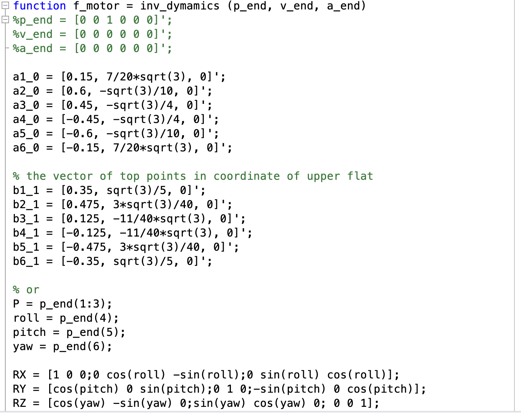 function f_motor = inv_dymamics (p_end, v_end, a_end)
%p_end = [0 0 1 0 0 0]';
%v_end = [0 0 0 0 0 0]';
%a_end = [0 0 0 0 0 0]';
a1_0 = [0.15, 7/20*sqrt(3), 0]';
a2_0 = [0.6, -sqrt(3)/10, 0]';
a3_0 = [0.45, -sqrt(3)/4, 0]';
a4_0 = [-0.45, -sqrt(3)/4, 0]';
a5_0 = [-0.6, -sqrt(3)/10, 0]';
a6_0 = [-0.15, 7/20*sqrt(3), 0]';
% the vector of top points in coordinate of upper flat
b1_1 = [0.35, sqrt(3)/5, 0]';
b2_1 = [0.475, 3*sqrt(3)/40, 0]';
b3_1 = [0.125, -11/40*sqrt(3), 0]';
b4_1 = [-0.125, -11/40*sqrt(3), 0]';
b5_1 = [-0.475, 3*sqrt(3)/40, 0]';
b6_1 = [-0.35, sqrt(3)/5, 0]';
% or
P = p_end(1:3);
roll = p_end(4);
pitch = p_end(5);
yaw = p_end(6);
RX = [1 0 0;0 cos(roll) -sin(roll);0 sin(roll) cos(roll)];
RY = [cos(pitch) 0 sin(pitch);0 1 0;-sin(pitch) 0 cos(pitch)];
RZ = [cos(yaw) -sin(yaw) 0;sin(yaw) cos(yaw) 0; 0 0 1];